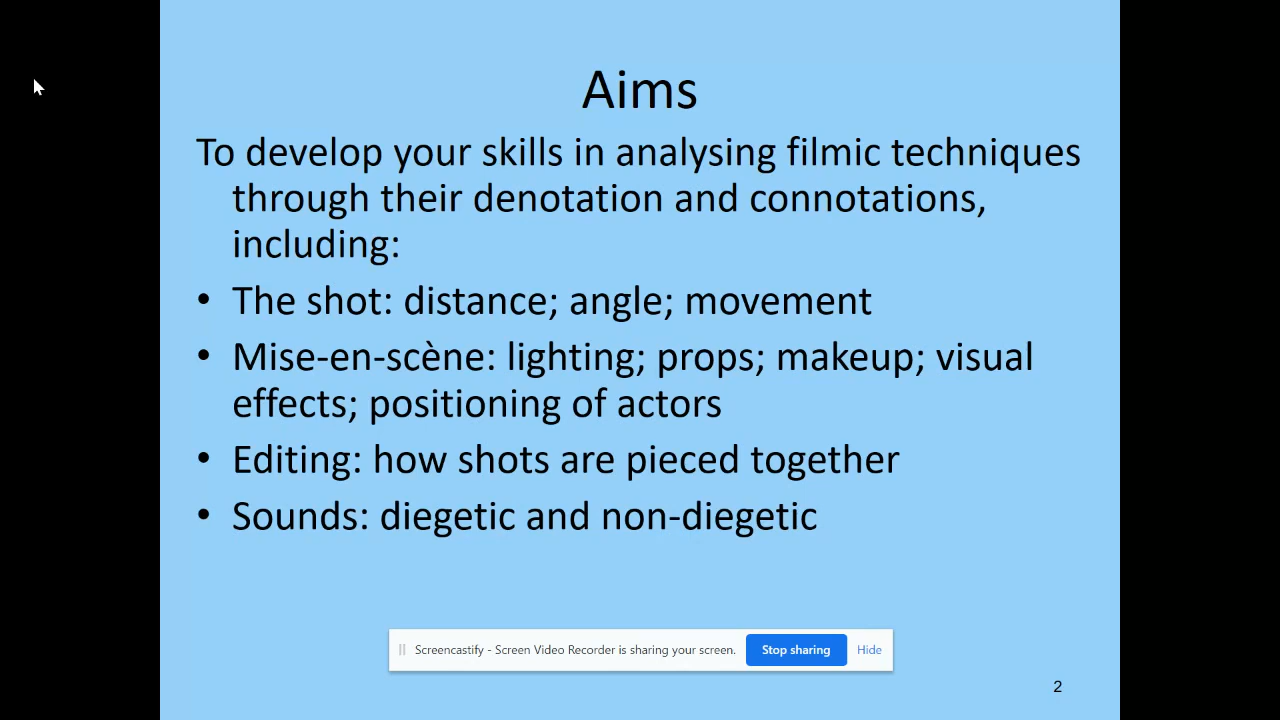 Aims
To develop your skills in analysing filmic techniques
through their denotation and connotations,
including:
• The shot: distance; angle; movement
• Mise-en-scène: lighting; props; makeup; visual
effects; positioning of actors
• Editing: how shots are pieced together
• Sounds: diegetic and non-diegetic
Screencastify - Screen Video Recorder is sharing your screen. Stop sharing Hide
2